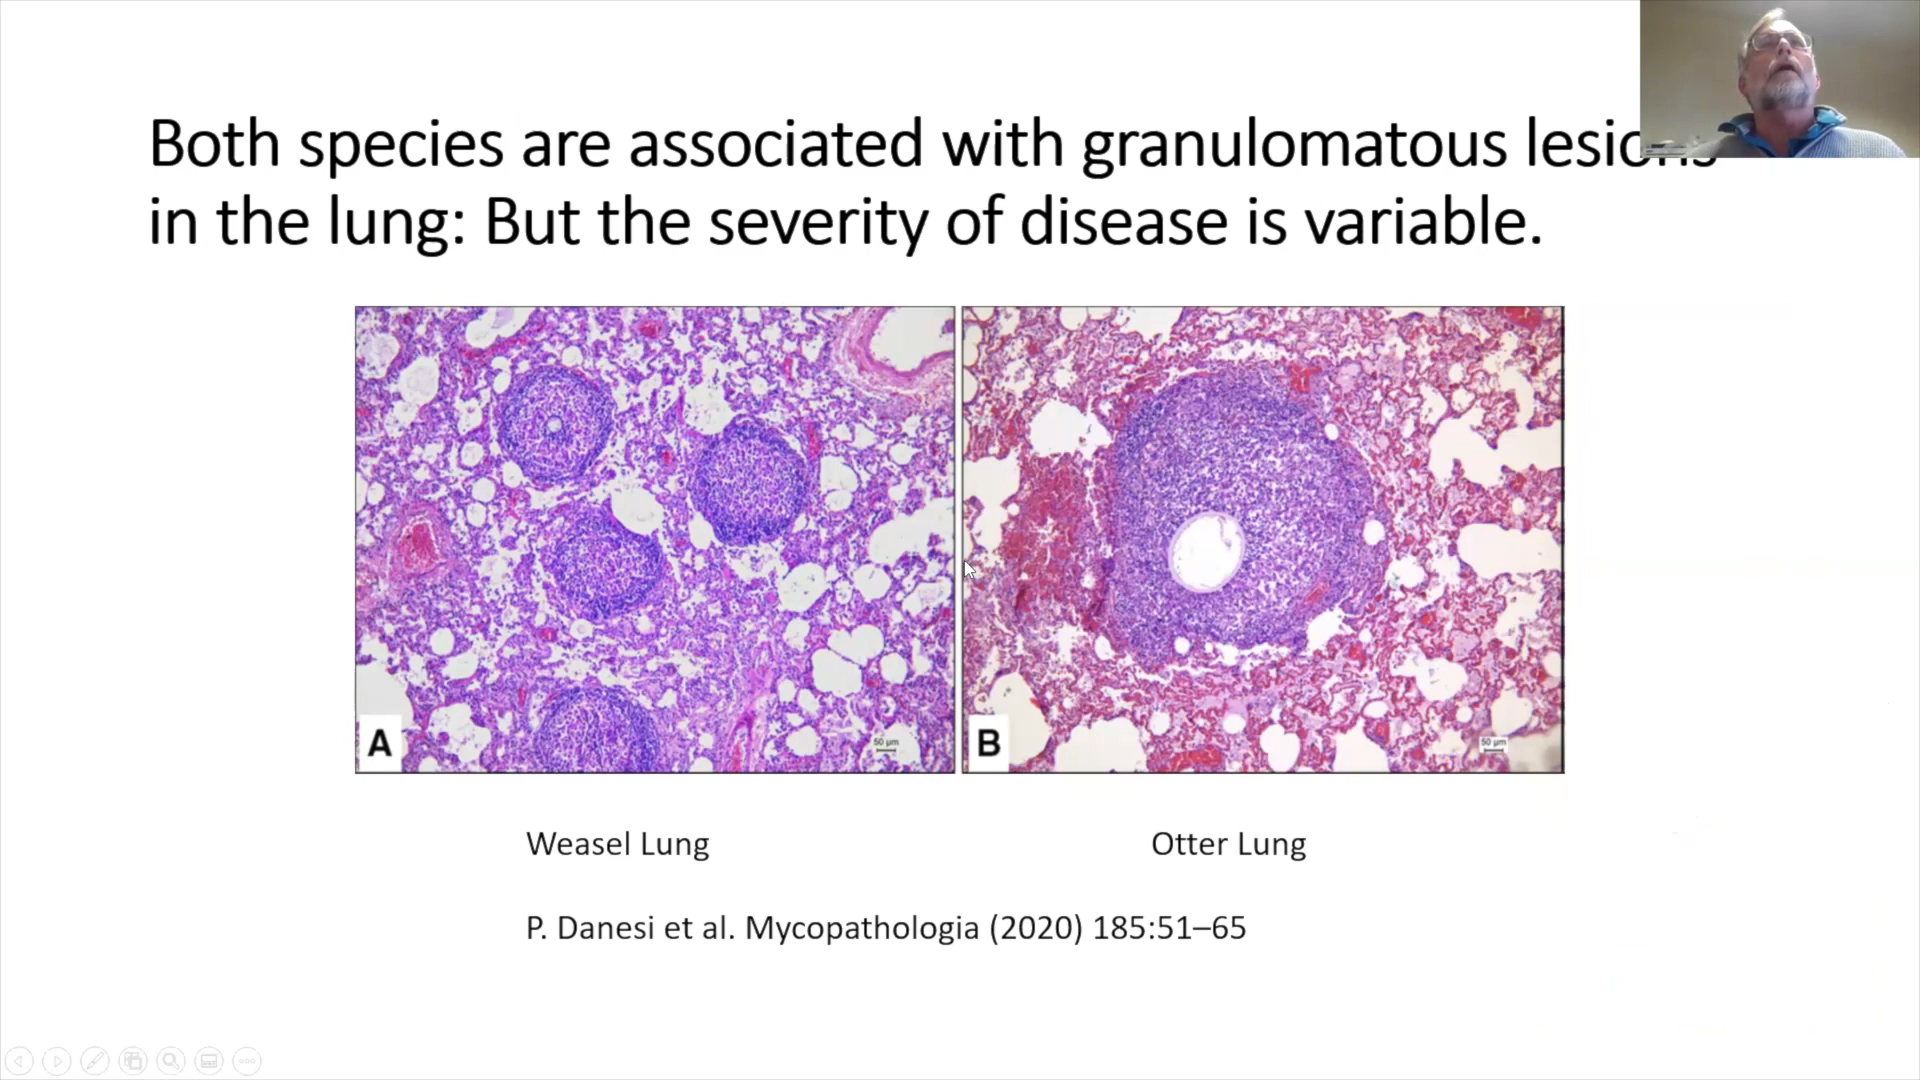 Both species are associated with granulomatous lesions
in the lung: But the severity of disease is variable.
A
50 µm
B
50 µm
Weasel Lung
Otter Lung
P. Danesi et al. Mycopathologia (2020) 185:51–65